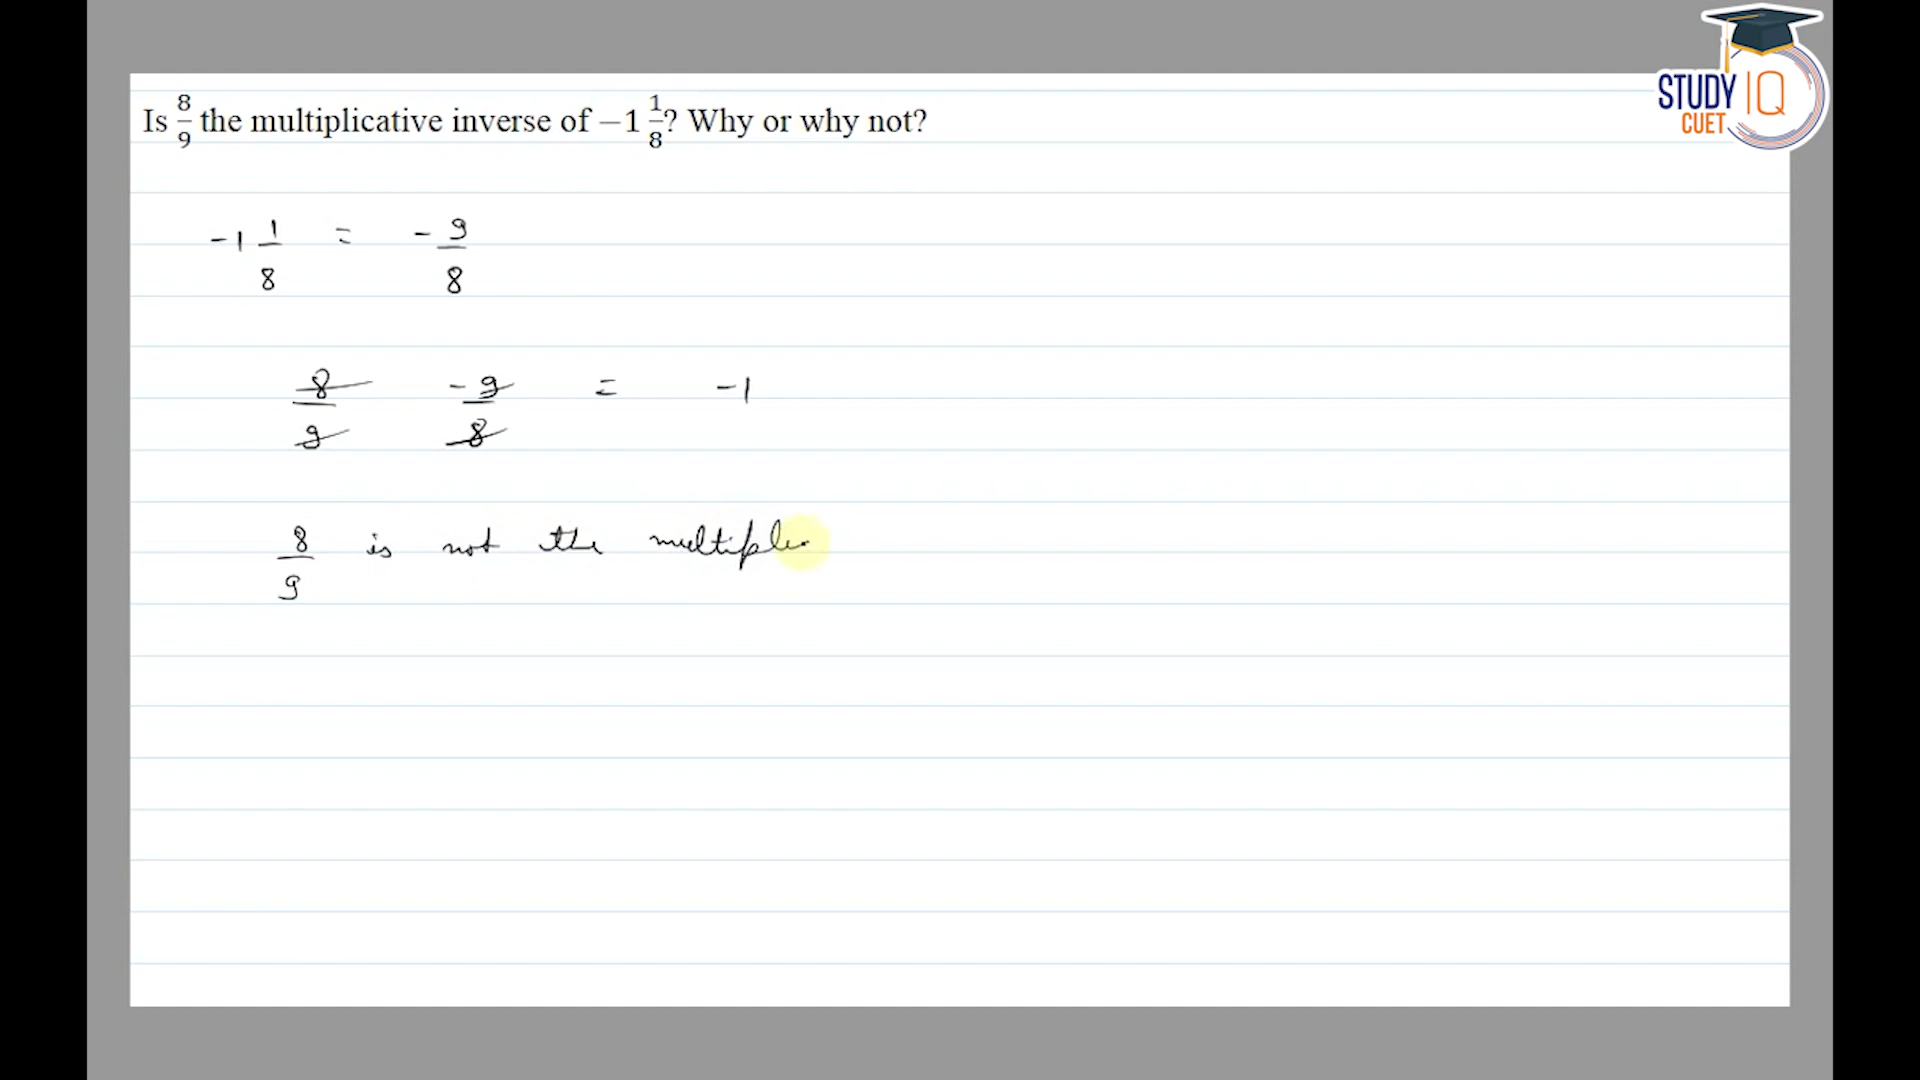 STUDY IQ
CUET
Is 8/9 the multiplicative inverse of −1 1/8? Why or why not?
-1 1/8 = -9/8
8/9 -9/8 = -1
8/9 is not the multiple